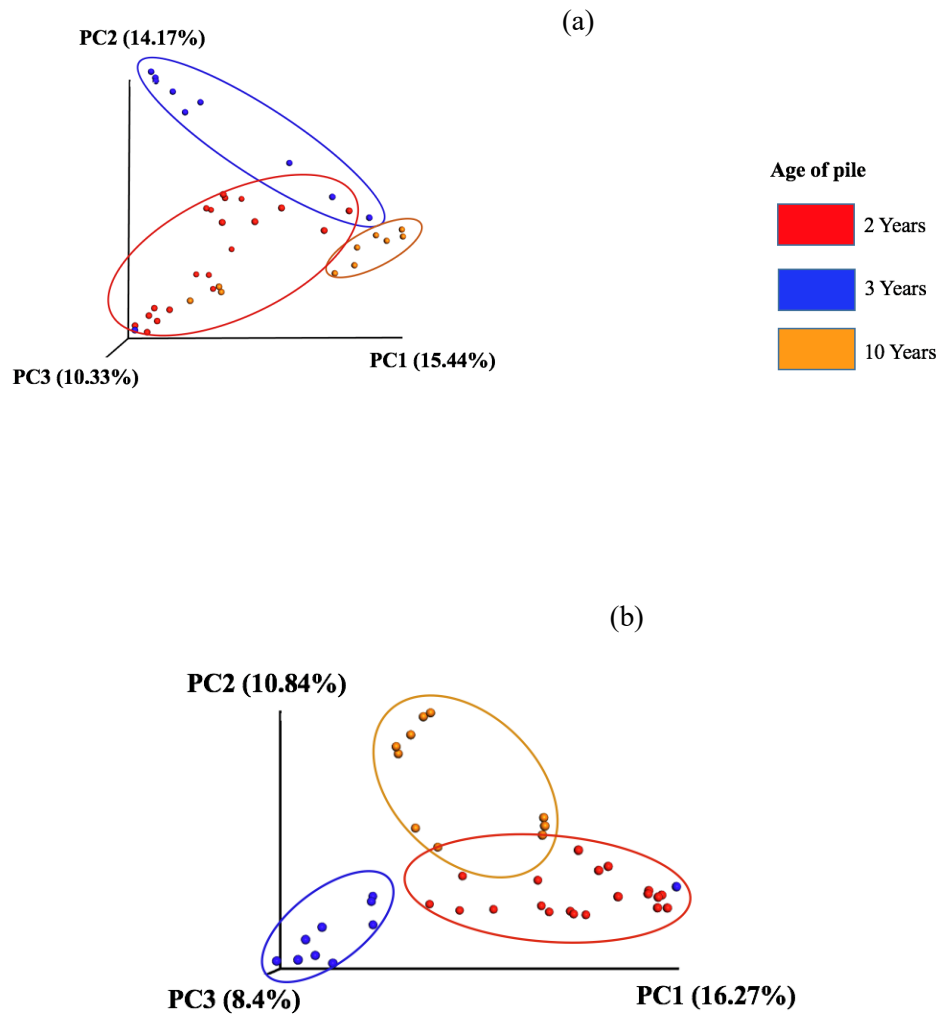 (a)
PC2 (14.17%)
Age of pile
2 Years
3 Years
10 Years
PC1 (15.44%)
PC3 (10.33%)
(b)
PC2 (10.84%)
PC3 (8.4%)
PC1 (16.27%)